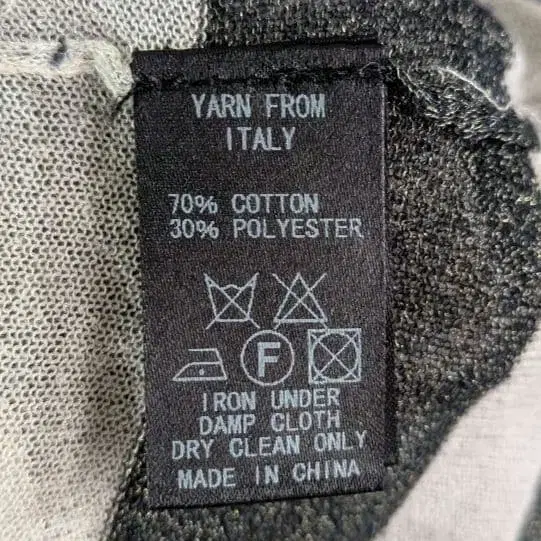 YARN FROM
ITALY
70% COTTON
30% POLYESTER
F
IRON UNDER
DAMP CLOTH
DRY CLEAN ONLY
MADE IN CHINA